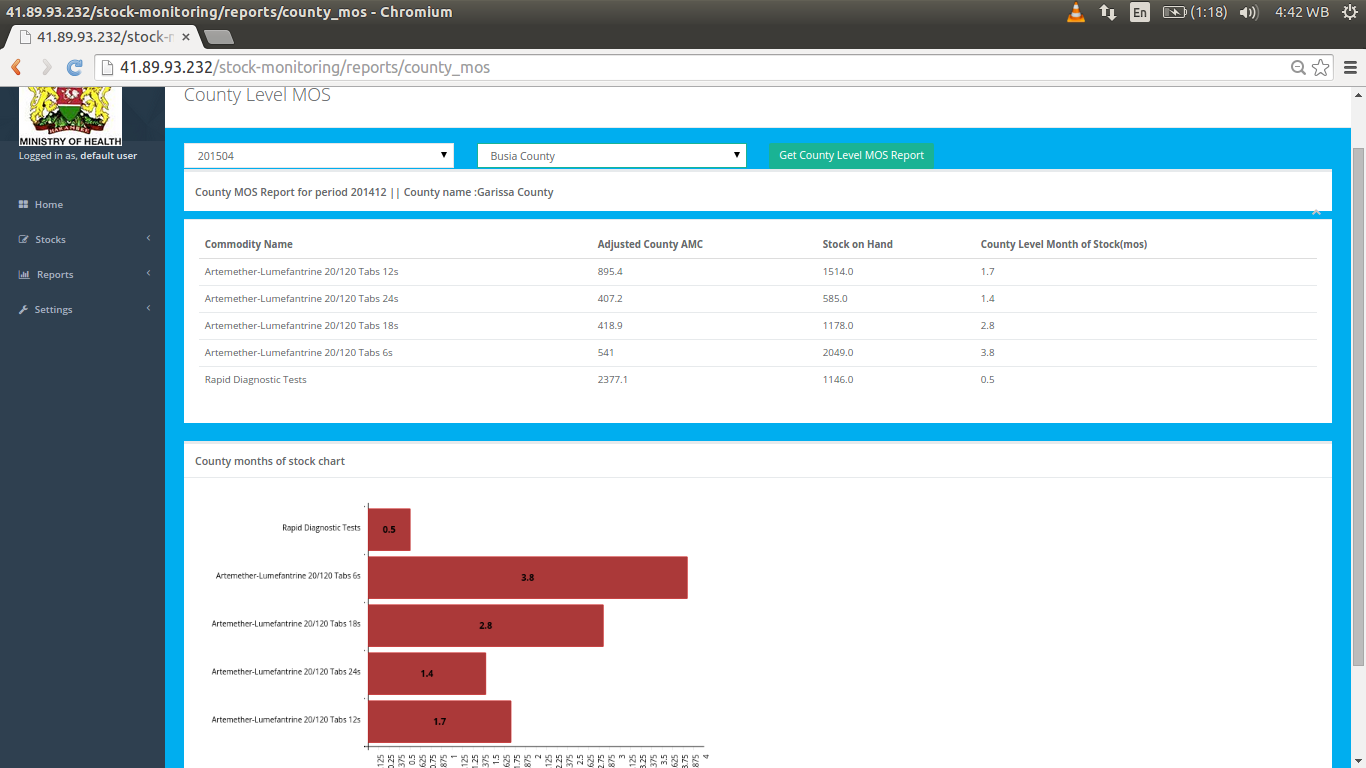 41.89.93.232/stock-monitoring/reports/county_mos - Chromium
En
(1:18)
4:42 WB
41.89.93.232/stock-r
41.89.93.232/stock-monitoring/reports/county_mos
HARAMBEE
MINISTRY OF HEALTH
Logged in as, default user
Home
Stocks
Reports
Settings
County Level MOS
201504
Busia County
Get County Level MOS Report
County MOS Report for period 201412 || County name :Garissa County
Commodity Name Adjusted County AMC Stock on Hand County Level Month of Stock(mos)
Artemether-Lumefantrine 20/120 Tabs 12s 895.4 1514.0 1.7
Artemether-Lumefantrine 20/120 Tabs 24s 407.2 585.0 1.4
Artemether-Lumefantrine 20/120 Tabs 18s 418.9 1178.0 2.8
Artemether-Lumefantrine 20/120 Tabs 6s 541 2049.0 3.8
Rapid Diagnostic Tests 2377.1 1146.0 0.5
County months of stock chart
Rapid Diagnostic Tests 0.5
Artemether-Lumefantrine 20/120 Tabs 6s 3.8
Artemether-Lumefantrine 20/120 Tabs 18s 2.8
Artemether-Lumefantrine 20/120 Tabs 24s 1.4
Artemether-Lumefantrine 20/120 Tabs 12s 1.7
.125 0.25 .375 0.5 .625 0.75 .875 1 .125 1.25 .375 1.5 .625 1.75 .875 2 .125 2.25 .375 2.5 .625 2.75 .875 3 .125 3.25 .375 3.5 .625 3.75 .875 4